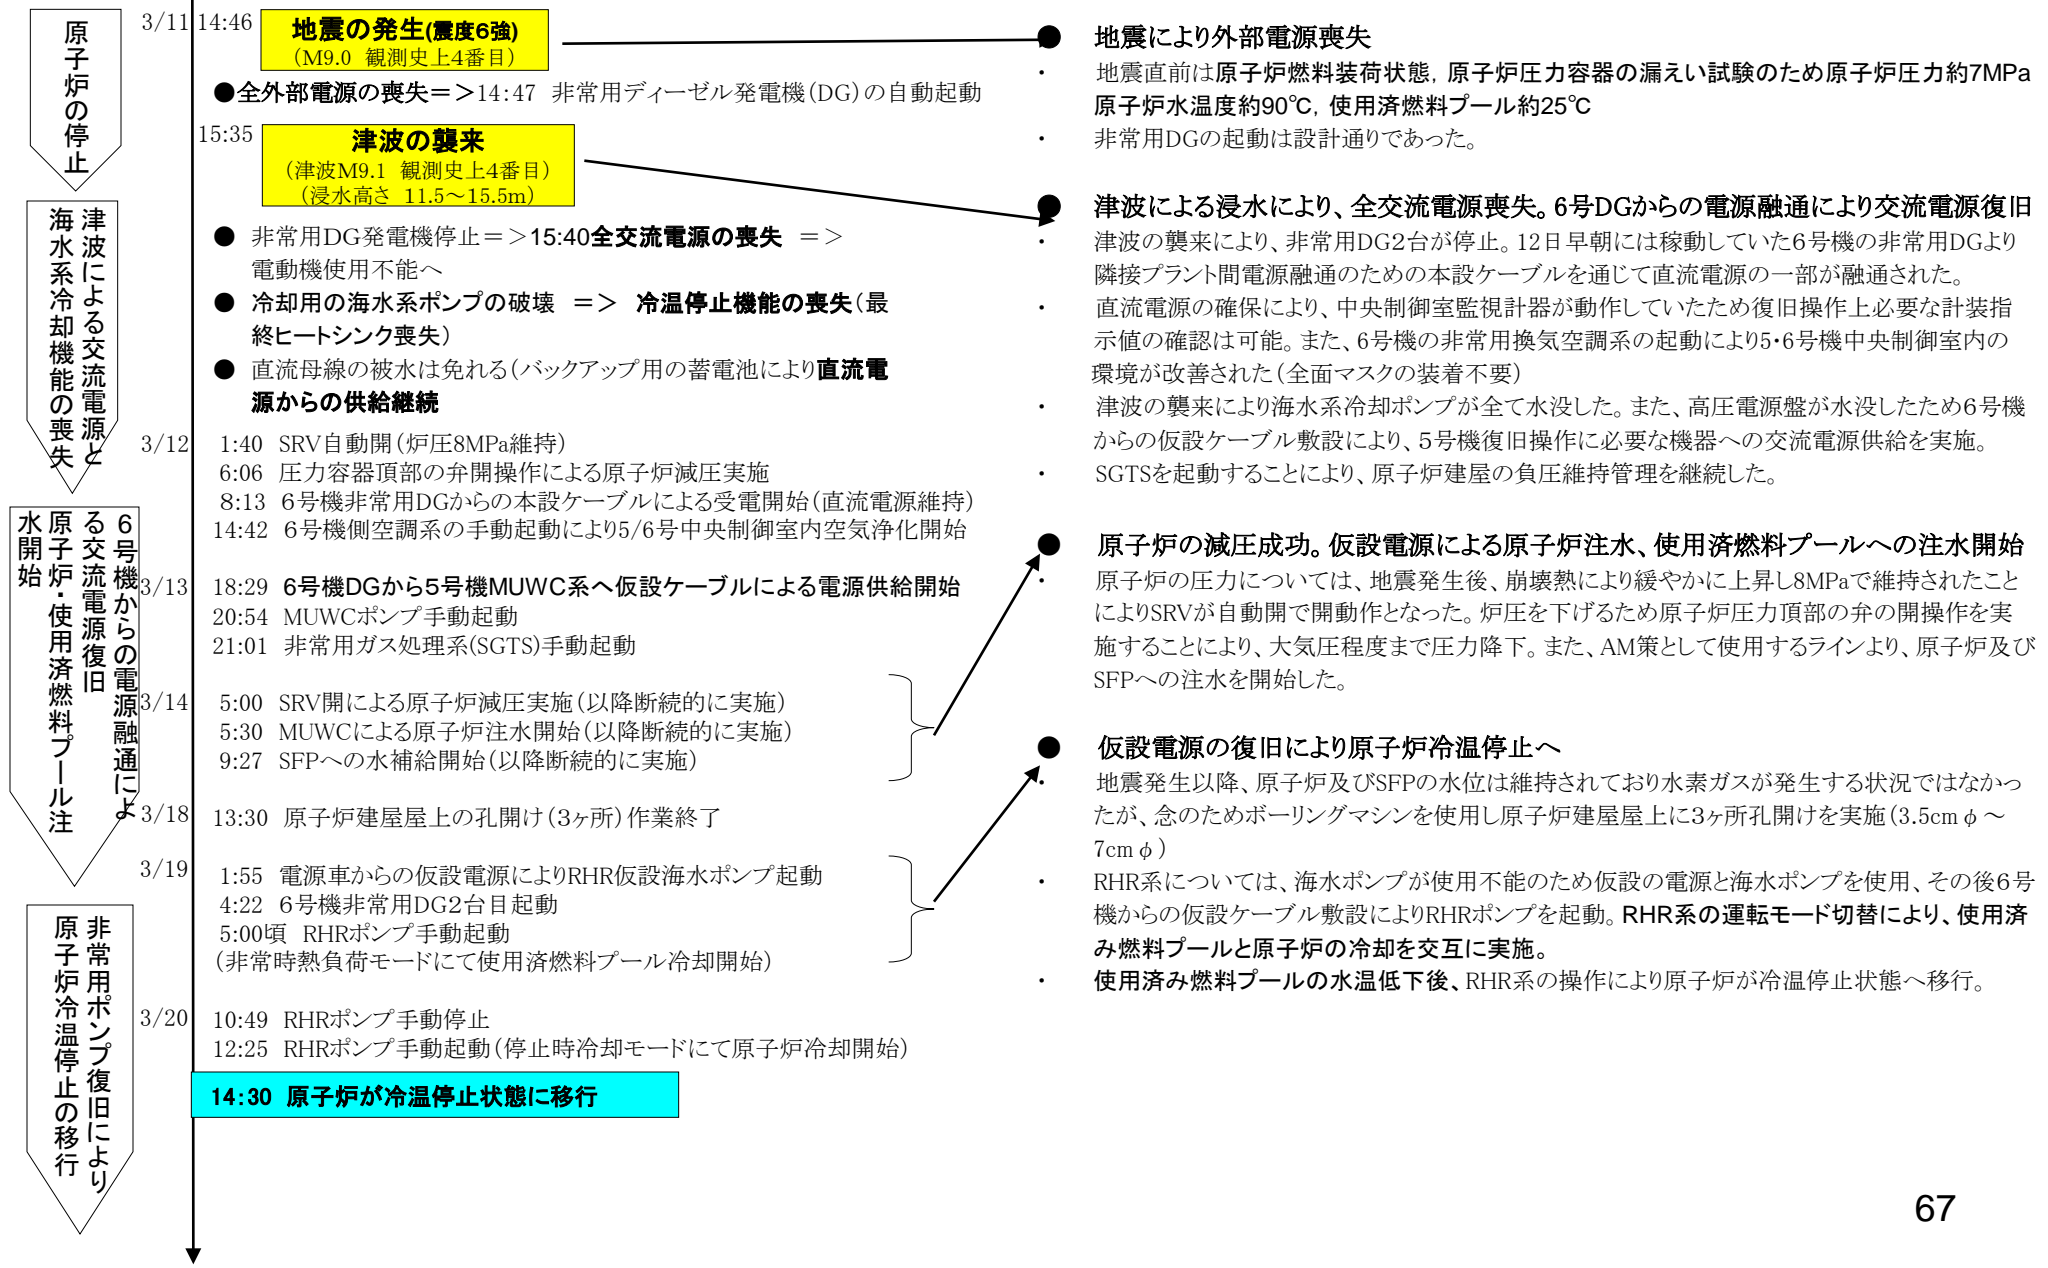 原子炉の停止
津波による交流電源と
海水系冷却機能の喪失
6号機からの電源融通によ
る交流電源復旧
原子炉・使用済燃料プール注
水開始
非常用ポンプ復旧により
原子炉冷温停止の移行
3/11 14:46
地震の発生(震度6強)
(M9.0 観測史上4番目)
●全外部電源の喪失=>14:47 非常用ディーゼル発電機(DG)の自動起動
15:35
津波の襲来
(津波M9.1 観測史上4番目)
(浸水高さ 11.5~15.5m)
● 非常用DG発電機停止=>15:40全交流電源の喪失 =>
電動機使用不能へ
● 冷却用の海水系ポンプの破壊 => 冷温停止機能の喪失(最
終ヒートシンク喪失)
● 直流母線の被水は免れる(バックアップ用の蓄電池により直流電
源からの供給継続
3/12 1:40 SRV自動開(炉圧8MPa維持)
6:06 圧力容器頂部の弁開操作による原子炉減圧実施
8:13 6号機非常用DGからの本設ケーブルによる受電開始(直流電源維持)
14:42 6号機側空調系の手動起動により5/6号中央制御室内空気浄化開始
3/13 18:29 6号機DGから5号機MUWC系へ仮設ケーブルによる電源供給開始
20:54 MUWCポンプ手動起動
21:01 非常用ガス処理系(SGTS)手動起動
3/14 5:00 SRV開による原子炉減圧実施(以降断続的に実施)
5:30 MUWCによる原子炉注水開始(以降断続的に実施)
9:27 SFPへの水補給開始(以降断続的に実施)
3/18 13:30 原子炉建屋屋上の孔開け(3ヶ所)作業終了
3/19 1:55 電源車からの仮設電源によりRHR仮設海水ポンプ起動
4:22 6号機非常用DG2台目起動
5:00頃 RHRポンプ手動起動
(非常時熱負荷モードにて使用済燃料プール冷却開始)
3/20 10:49 RHRポンプ手動停止
12:25 RHRポンプ手動起動(停止時冷却モードにて原子炉冷却開始)
14:30 原子炉が冷温停止状態に移行
● 地震により外部電源喪失
・ 地震直前は原子炉燃料装荷状態, 原子炉圧力容器の漏えい試験のため原子炉圧力約7MPa
原子炉水温度約90℃, 使用済燃料プール約25℃
・ 非常用DGの起動は設計通りであった。
● 津波による浸水により、全交流電源喪失。6号DGからの電源融通により交流電源復旧
・ 津波の襲来により、非常用DG2台が停止。12日早朝には稼動していた6号機の非常用DGより
隣接プラント間電源融通のための本設ケーブルを通じて直流電源の一部が融通された。
・ 直流電源の確保により、中央制御室監視計器が動作していたため復旧操作上必要な計装指
示値の確認は可能。また、6号機の非常用換気空調系の起動により5・6号機中央制御室内の
環境が改善された(全面マスクの装着不要)
・ 津波の襲来により海水系冷却ポンプが全て水没した。また、高圧電源盤が水没したため6号機
からの仮設ケーブル敷設により、5号機復旧操作に必要な機器への交流電源供給を実施。
・ SGTSを起動することにより、原子炉建屋の負圧維持管理を継続した。
● 原子炉の減圧成功。仮設電源による原子炉注水、使用済燃料プールへの注水開始
・ 原子炉の圧力については、地震発生後、崩壊熱により緩やかに上昇し8MPaで維持されたこと
によりSRVが自動開で開動作となった。炉圧を下げるため原子炉圧力頂部の弁の開操作を実
施することにより、大気圧程度まで圧力降下。また、AM策として使用するラインより、原子炉及び
SFPへの注水を開始した。
● 仮設電源の復旧により原子炉冷温停止へ
・ 地震発生以降、原子炉及びSFPの水位は維持されており水素ガスが発生する状況ではなかっ
たが、念のためボーリングマシンを使用し原子炉建屋屋上に3ヶ所孔開けを実施(3.5cmφ~
7cmφ)
・ RHR系については、海水ポンプが使用不能のため仮設の電源と海水ポンプを使用、その後6号
機からの仮設ケーブル敷設によりRHRポンプを起動。RHR系の運転モード切替により、使用済
み燃料プールと原子炉の冷却を交互に実施。
・ 使用済み燃料プールの水温低下後、RHR系の操作により原子炉が冷温停止状態へ移行。
67